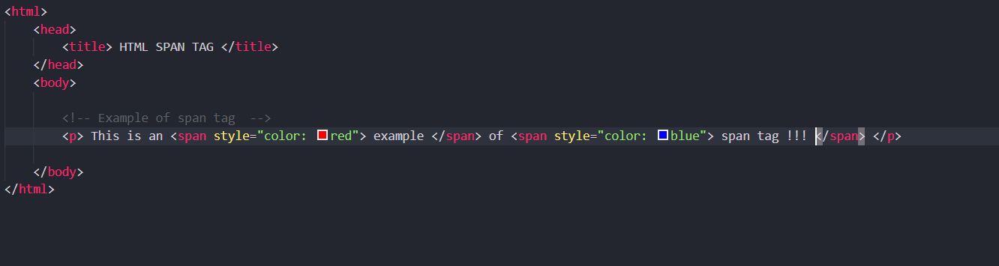 <html>
    <head>
        <title> HTML SPAN TAG </title>
    </head>
    <body>
        <!-- Example of span tag  -->
        <p> This is an <span style="color: red"> example </span> of <span style="color: blue"> span tag !!! </span> </p>
    </body>
</html>